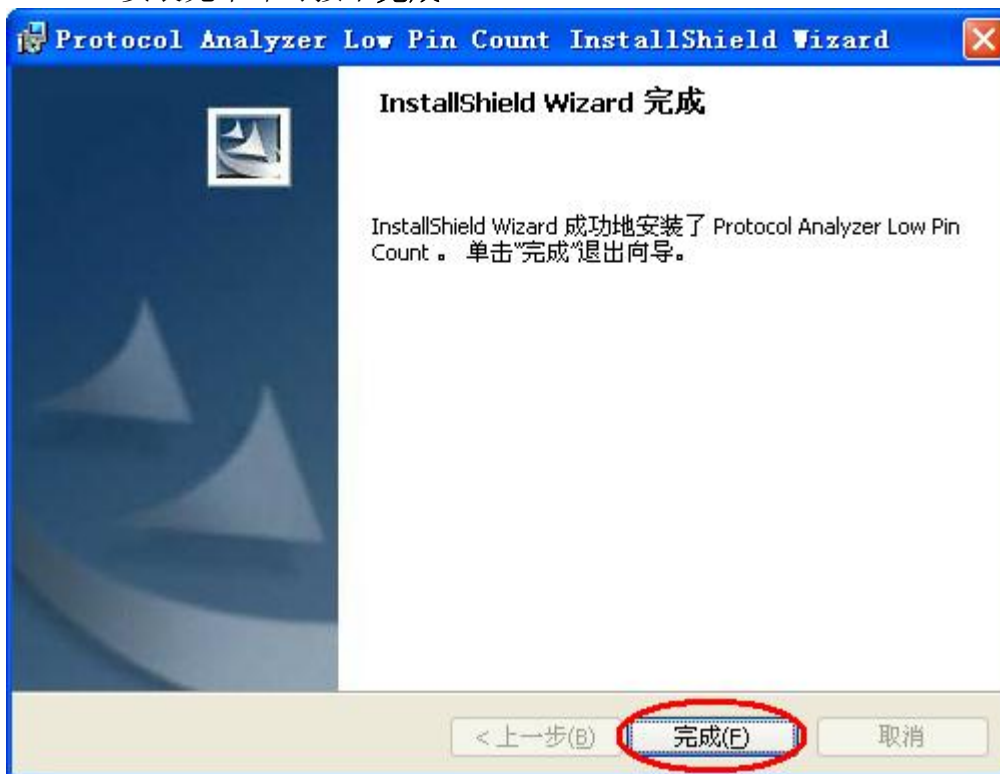 Protocol Analyzer Low Pin Count InstallShield Wizard
InstallShield Wizard 完成
InstallShield Wizard 成功地安装了 Protocol Analyzer Low Pin
Count 。 单击"完成"退出向导。
<上一步(B) 完成(F) 取消